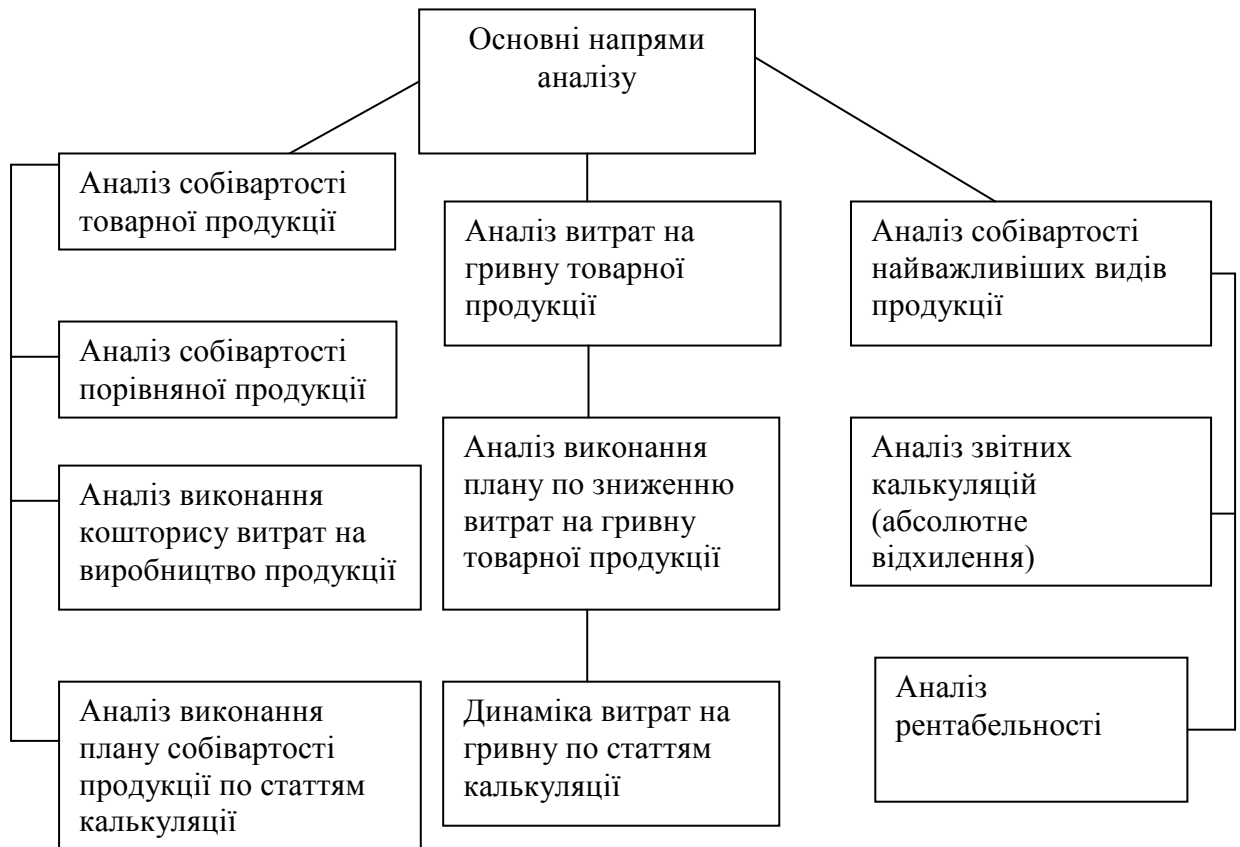 Основні напрями
аналізу
Аналіз собівартості
товарної продукції
Аналіз собівартості
порівняної продукції
Аналіз виконання
кошторису витрат на
виробництво продукції
Аналіз виконання
плану собівартості
продукції по статтям
калькуляції
Аналіз витрат на
гривну товарної
продукції
Аналіз виконання
плану по зниженню
витрат на гривну
товарної продукції
Динаміка витрат на
гривну по статтям
калькуляції
Аналіз собівартості
найважливіших видів
продукції
Аналіз звітних
калькуляцій
(абсолютне
відхилення)
Аналіз
рентабельності